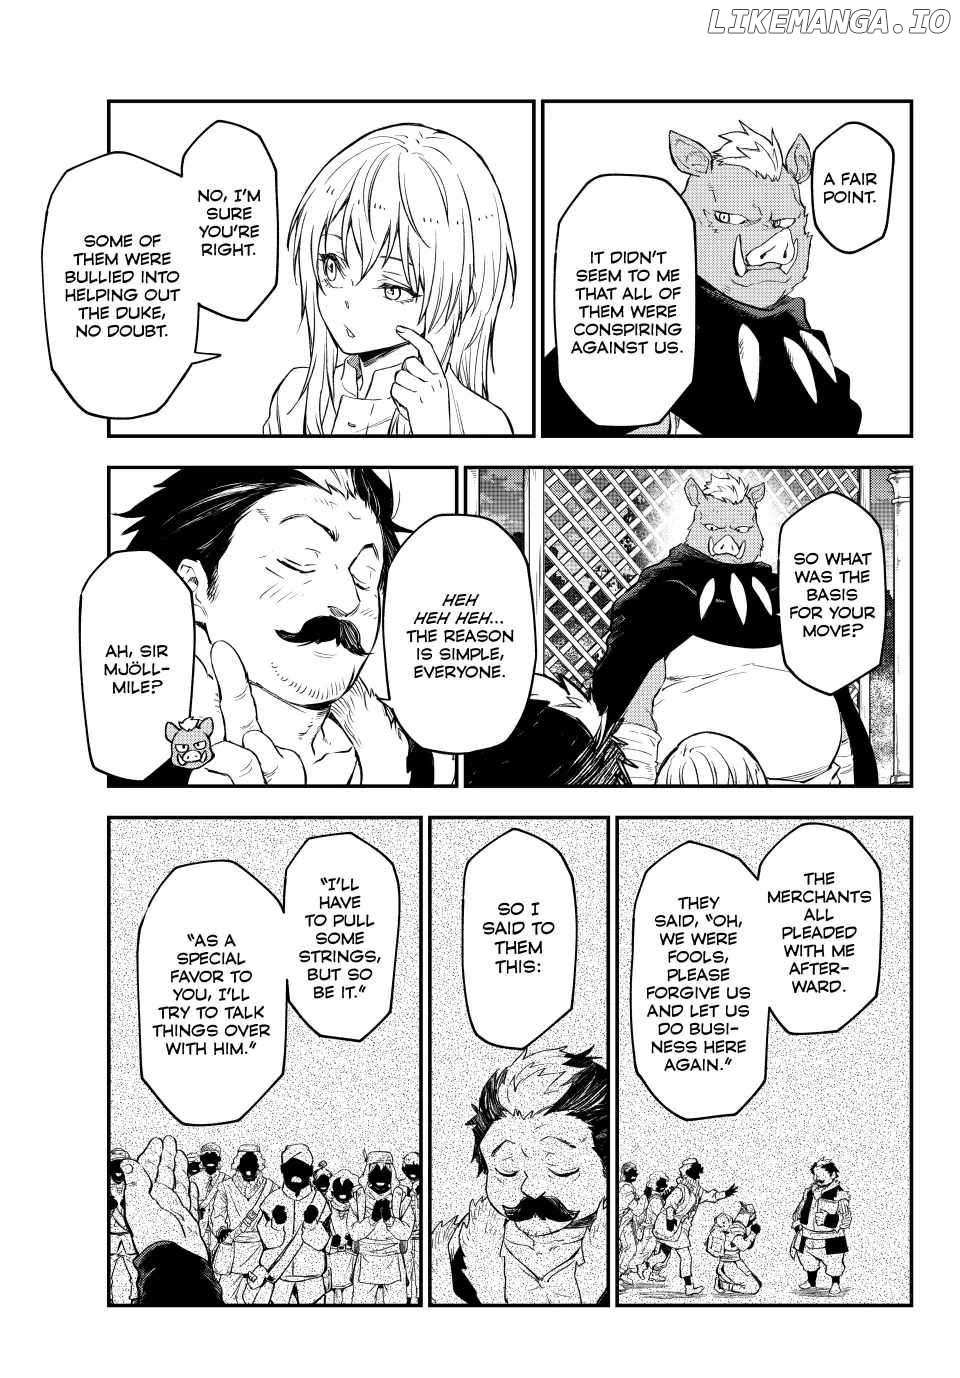 LIKEMANGA.IO
A FAIR
POINT.
IT DIDN'T
SEEM TO ME
THAT ALL OF
THEM WERE
CONSPIRING
AGAINST US.
NO, I'M
SURE
YOU'RE
RIGHT.
SOME OF
THEM WERE
BULLIED INTO
HELPING OUT
THE DUKE,
NO DOUBT.
SO WHAT
WAS THE
BASIS
FOR YOUR
MOVE?
HEH
HEH HEH...
THE REASON
IS SIMPLE,
EVERYONE.
AH, SIR
MJÖLL-
MILE?
THE
MERCHANTS
ALL
PLEADED
WITH ME
AFTER-
WARD.
THEY
SAID, "OH,
WE WERE
FOOLS,
PLEASE
FORGIVE US
AND LET US
DO BUSI-
NESS HERE
AGAIN."
SO I
SAID TO
THEM
THIS:
"I'LL
HAVE
TO PULL
SOME
STRINGS,
BUT SO
BE IT."
"AS A
SPECIAL
FAVOR TO
YOU, I'LL
TRY TO TALK
THINGS OVER
WITH HIM."